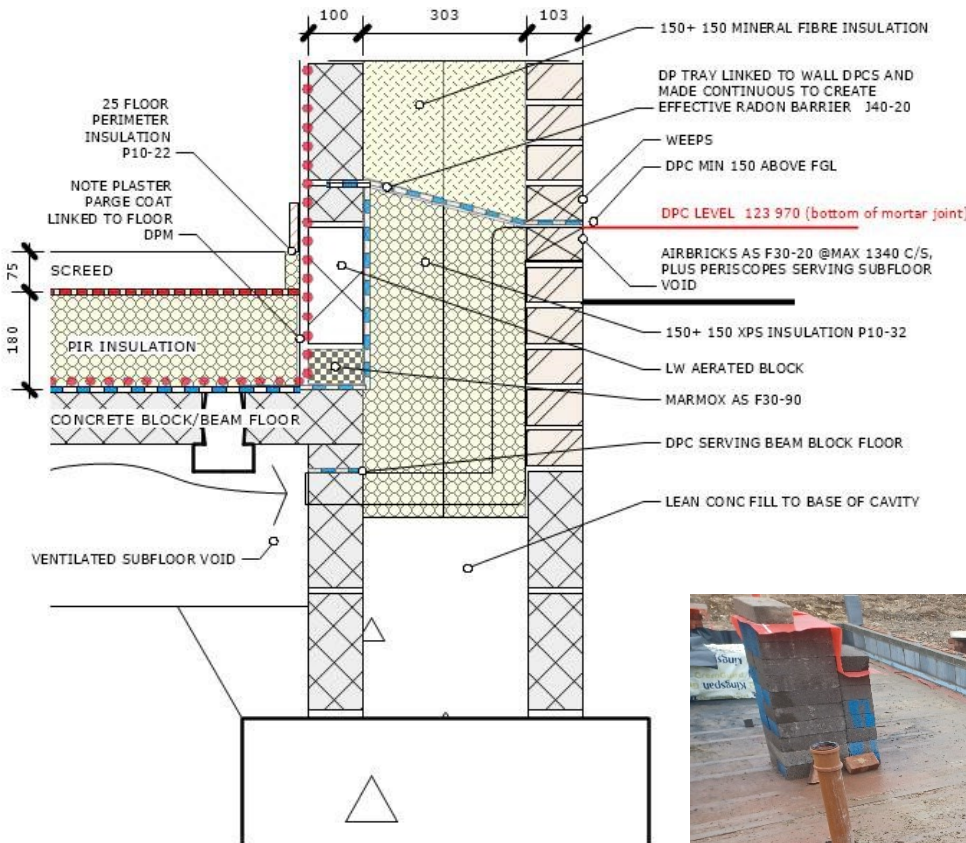 100
303
103
150+ 150 MINERAL FIBRE INSULATION
DP TRAY LINKED TO WALL DPCS AND
MADE CONTINUOUS TO CREATE
EFFECTIVE RADON BARRIER J40-20
WEEPS
DPC MIN 150 ABOVE FGL
DPC LEVEL 123 970 (bottom of mortar joint)
AIRBRICKS AS F30-20 @MAX 1340 C/S,
PLUS PERISCOPES SERVING SUBFLOOR
VOID
150+ 150 XPS INSULATION P10-32
LW AERATED BLOCK
MARMOX AS F30-90
DPC SERVING BEAM BLOCK FLOOR
LEAN CONC FILL TO BASE OF CAVITY
25 FLOOR
PERIMETER
INSULATION
P10-22
NOTE PLASTER
PARGE COAT
LINKED TO FLOOR
DPM
75
SCREED
180
PIR INSULATION
CONCRETE BLOCK/BEAM FLOOR
VENTILATED SUBFLOOR VOID
Kingspan